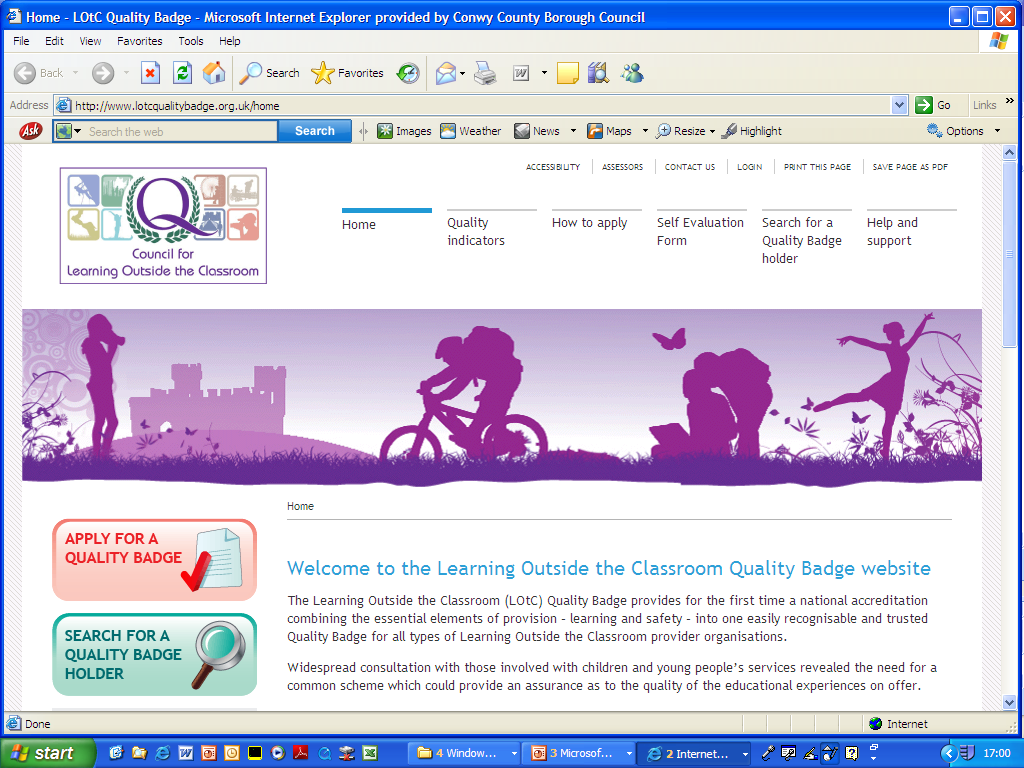 Home - LOtC Quality Badge - Microsoft Internet Explorer provided by Conwy County Borough Council
File Edit View Favorites Tools Help
Back Search Favorites
Address http://www.lotcqualitybadge.org.uk/home Go Links »
Ask Search the web Search Images Weather News Maps Resize Highlight Options
ACCESSIBILITY ASSESSORS CONTACT US LOGIN PRINT THIS PAGE SAVE PAGE AS PDF
Q
Council for
Learning Outside the Classroom
Home
Quality
indicators
How to apply
Self Evaluation
Form
Search for a
Quality Badge
holder
Help and
support
Home
APPLY FOR A
QUALITY BADGE
SEARCH FOR A
QUALITY BADGE
HOLDER
Welcome to the Learning Outside the Classroom Quality Badge website
The Learning Outside the Classroom (LOtC) Quality Badge provides for the first time a national accreditation
combining the essential elements of provision - learning and safety - into one easily recognisable and trusted
Quality Badge for all types of Learning Outside the Classroom provider organisations.
Widespread consultation with those involved with children and young people's services revealed the need for a
common scheme which could provide an assurance as to the quality of the educational experiences on offer.
Done Internet
start 4 Window... 3 Microsof... 2 Internet... 17:00